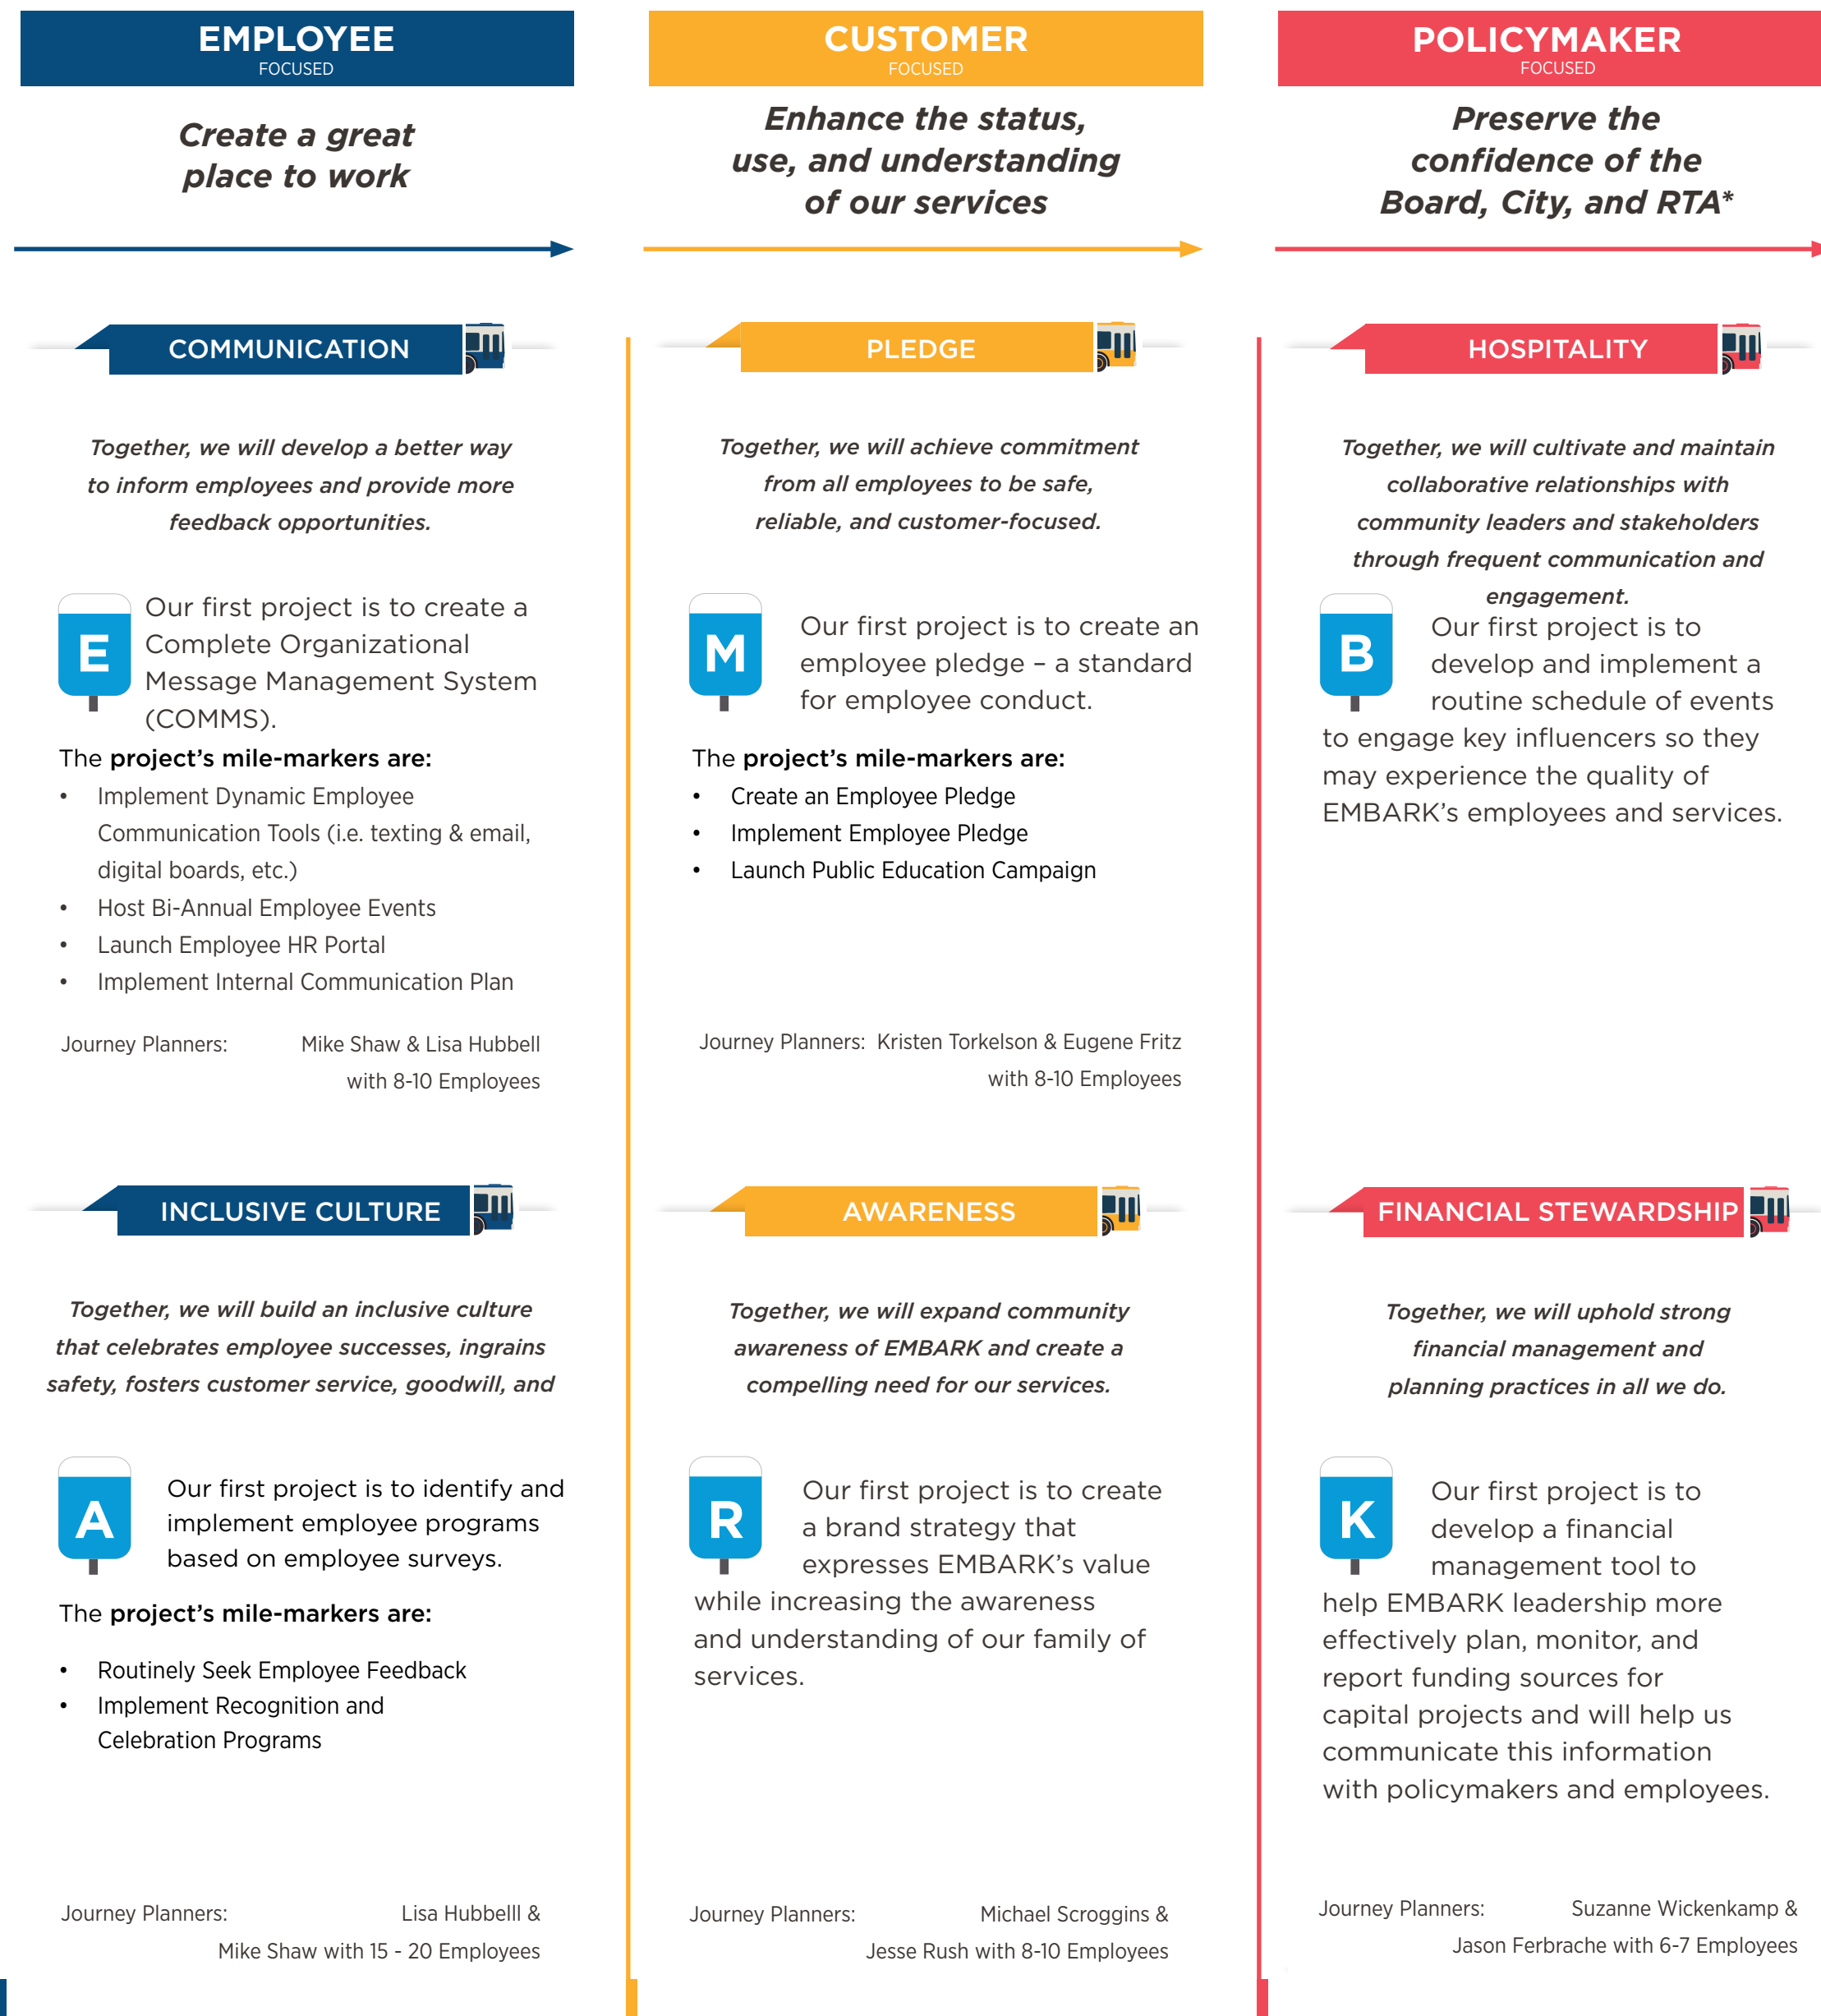 EMPLOYEE
FOCUSED
Create a great
place to work
CUSTOMER
FOCUSED
Enhance the status,
use, and understanding
of our services
POLICYMAKER
FOCUSED
Preserve the
confidence of the
Board, City, and RTA*
COMMUNICATION
Together, we will develop a better way
to inform employees and provide more
feedback opportunities.
E
Our first project is to create a
Complete Organizational
Message Management System
(COMMS).
The project’s mile-markers are:
• Implement Dynamic Employee
Communication Tools (i.e. texting & email,
digital boards, etc.)
• Host Bi-Annual Employee Events
• Launch Employee HR Portal
• Implement Internal Communication Plan
Journey Planners: Mike Shaw & Lisa Hubbell
with 8-10 Employees
PLEDGE
Together, we will achieve commitment
from all employees to be safe,
reliable, and customer-focused.
M
Our first project is to create an
employee pledge – a standard
for employee conduct.
The project’s mile-markers are:
• Create an Employee Pledge
• Implement Employee Pledge
• Launch Public Education Campaign
Journey Planners: Kristen Torkelson & Eugene Fritz
with 8-10 Employees
HOSPITALITY
Together, we will cultivate and maintain
collaborative relationships with
community leaders and stakeholders
through frequent communication and
engagement.
B
Our first project is to
develop and implement a
routine schedule of events
to engage key influencers so they
may experience the quality of
EMBARK’s employees and services.
INCLUSIVE CULTURE
Together, we will build an inclusive culture
that celebrates employee successes, ingrains
safety, fosters customer service, goodwill, and
A
Our first project is to identify and
implement employee programs
based on employee surveys.
The project’s mile-markers are:
• Routinely Seek Employee Feedback
• Implement Recognition and
Celebration Programs
Journey Planners: Lisa Hubbelll &
Mike Shaw with 15 - 20 Employees
AWARENESS
Together, we will expand community
awareness of EMBARK and create a
compelling need for our services.
R
Our first project is to create
a brand strategy that
expresses EMBARK’s value
while increasing the awareness
and understanding of our family of
services.
Journey Planners: Michael Scroggins &
Jesse Rush with 8-10 Employees
FINANCIAL STEWARDSHIP
Together, we will uphold strong
financial management and
planning practices in all we do.
K
Our first project is to
develop a financial
management tool to
help EMBARK leadership more
effectively plan, monitor, and
report funding sources for
capital projects and will help us
communicate this information
with policymakers and employees.
Journey Planners: Suzanne Wickenkamp &
Jason Ferbrache with 6-7 Employees